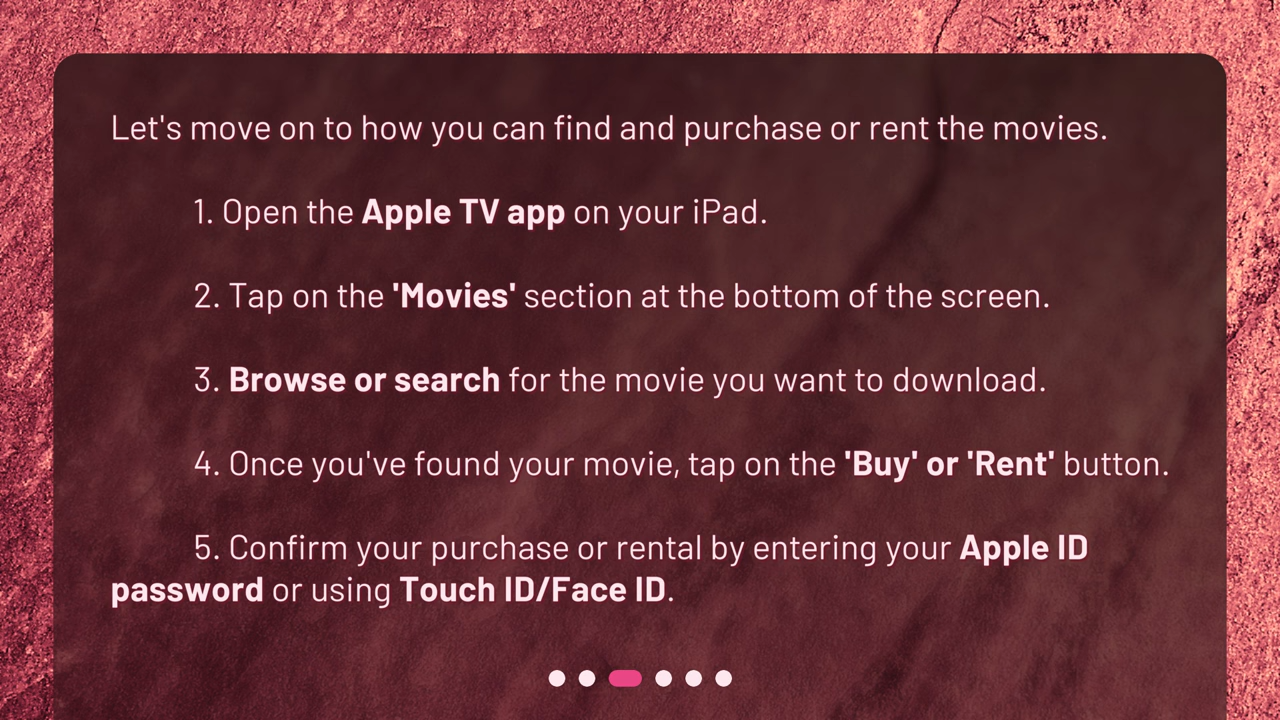 Let's move on to how you can find and purchase or rent the movies.
1. Open the Apple TV app on your iPad.
2. Tap on the 'Movies' section at the bottom of the screen.
3. Browse or search for the movie you want to download.
4. Once you've found your movie, tap on the 'Buy' or 'Rent' button.
5. Confirm your purchase or rental by entering your Apple ID
password or using Touch ID/Face ID.